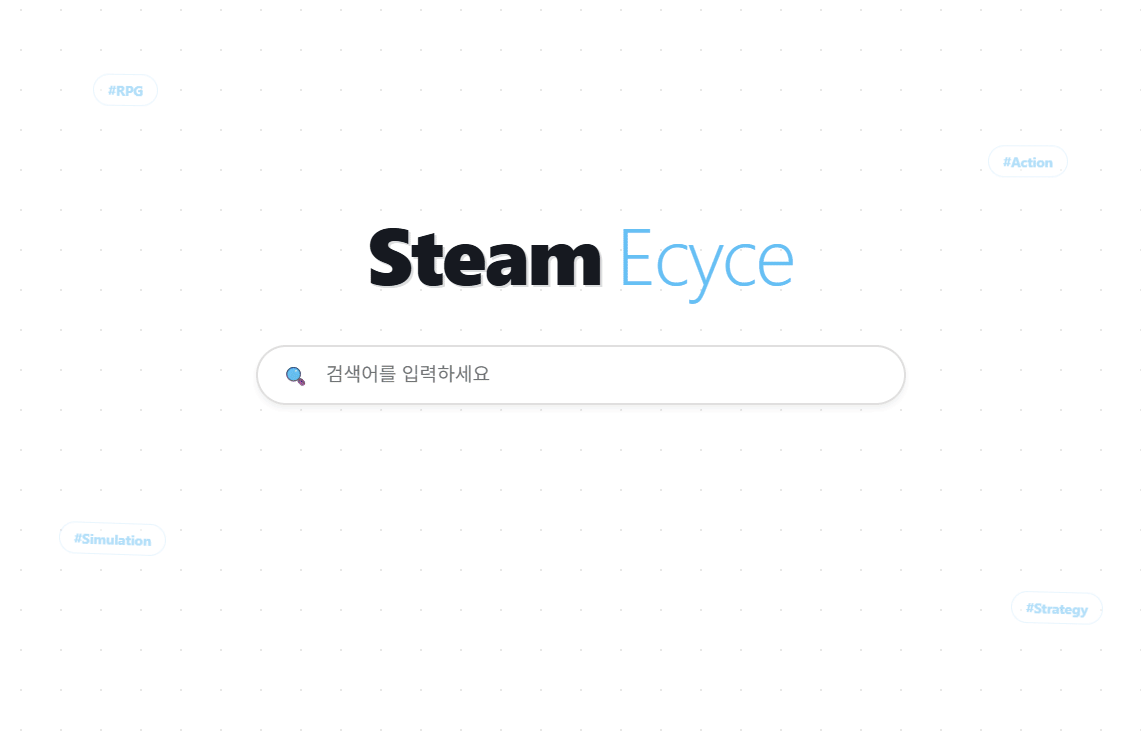 #RPG
#Action
Steam Ecyce
검색어를 입력하세요
#Simulation
#Strategy